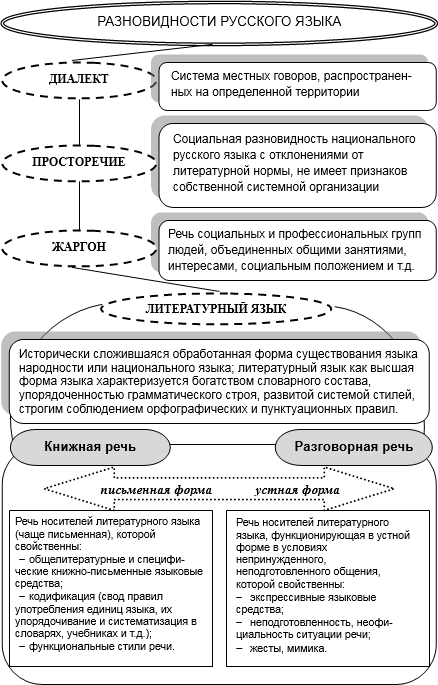 РАЗНОВИДНОСТИ РУССКОГО ЯЗЫКА
ДИАЛЕКТ
Система местных говоров, распространен-
ных на определенной территории
ПРОСТОРЕЧИЕ
Социальная разновидность национального
русского языка с отклонениями от
литературной нормы, не имеет признаков
собственной системной организации
ЖАРГОН
Речь социальных и профессиональных групп
людей, объединенных общими занятиями,
интересами, социальным положением и т.д.
ЛИТЕРАТУРНЫЙ ЯЗЫК
Исторически сложившаяся обработанная форма существования языка
народности или национального языка; литературный язык как высшая
форма языка характеризуется богатством словарного состава,
упорядоченностью грамматического строя, развитой системой стилей,
строгим соблюдением орфографических и пунктуационных правил.
Книжная речь
Разговорная речь
письменная форма
устная форма
Речь носителей литературного языка
(чаще письменная), которой
свойственны:
– общелитературные и специфи-
ческие книжно-письменные языковые
средства;
– кодификация (свод правил
употребления единиц языка, их
упорядочивание и систематизация в
словарях, учебниках и т.д.);
– функциональные стили речи.
Речь носителей литературного
языка, функционирующая в устной
форме в условиях
непринужденного,
неподготовленного общения,
которой свойственны:
– экспрессивные языковые
средства;
– неподготовленность, неофи-
циальность ситуации речи;
– жесты, мимика.